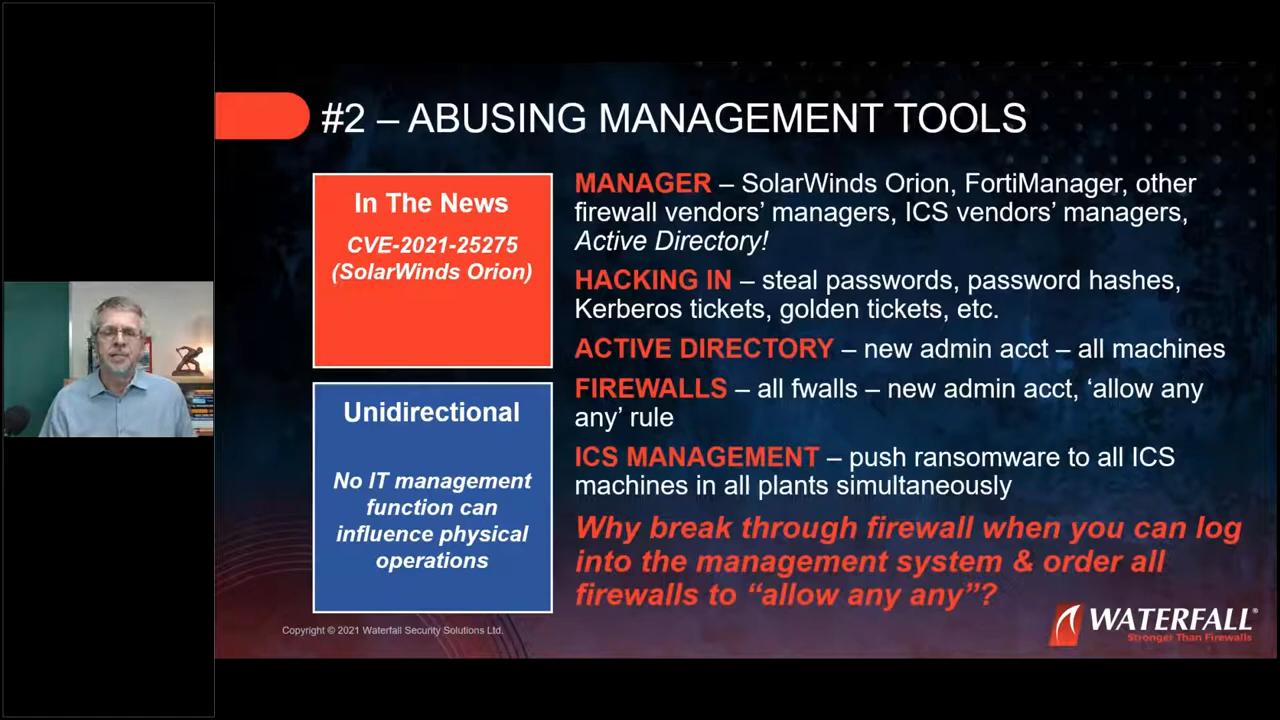 #2 – ABUSING MANAGEMENT TOOLS
In The News
CVE-2021-25275
(SolarWinds Orion)
Unidirectional
No IT management
function can
influence physical
operations
MANAGER – SolarWinds Orion, FortiManager, other
firewall vendors’ managers, ICS vendors’ managers,
Active Directory!
HACKING IN – steal passwords, password hashes,
Kerberos tickets, golden tickets, etc.
ACTIVE DIRECTORY – new admin acct – all machines
FIREWALLS – all fwalls – new admin acct, ‘allow any
any’ rule
ICS MANAGEMENT – push ransomware to all ICS
machines in all plants simultaneously
Why break through firewall when you can log
into the management system & order all
firewalls to “allow any any”?
Copyright © 2021 Waterfall Security Solutions Ltd.
WATERFALL®
Stronger Than Firewalls